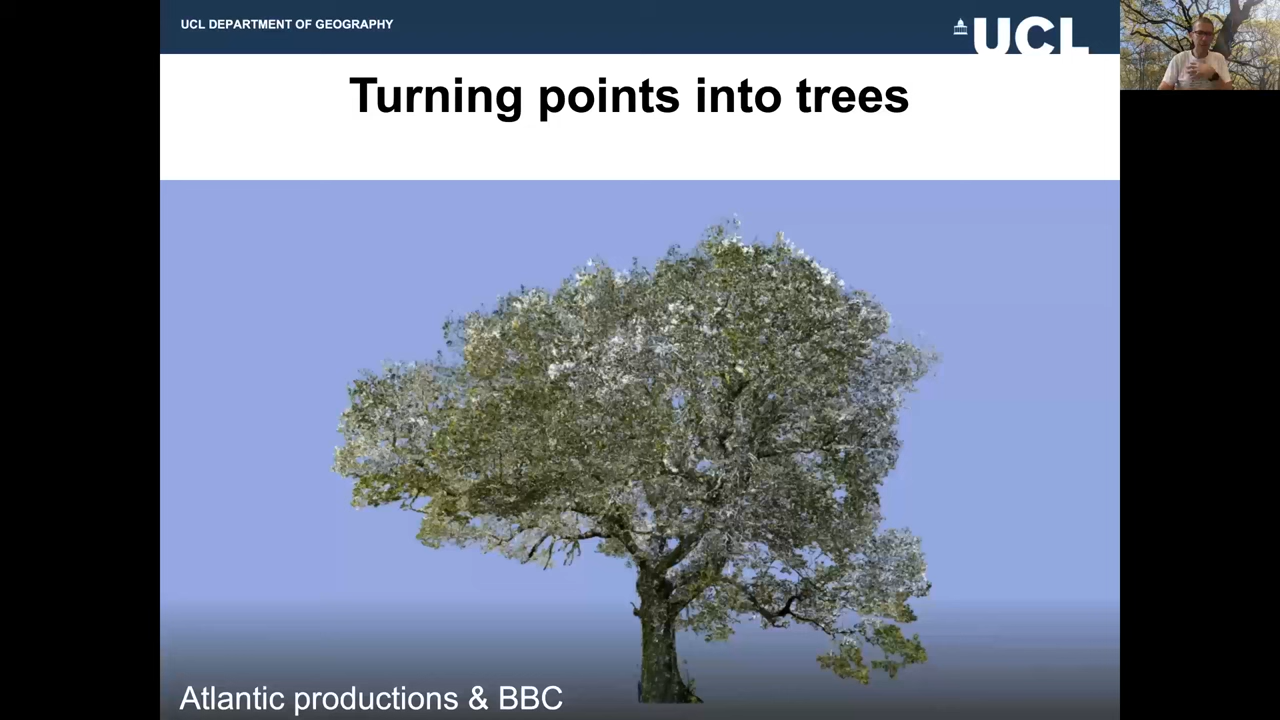 UCL DEPARTMENT OF GEOGRAPHY
UCL
Turning points into trees
Atlantic productions & BBC